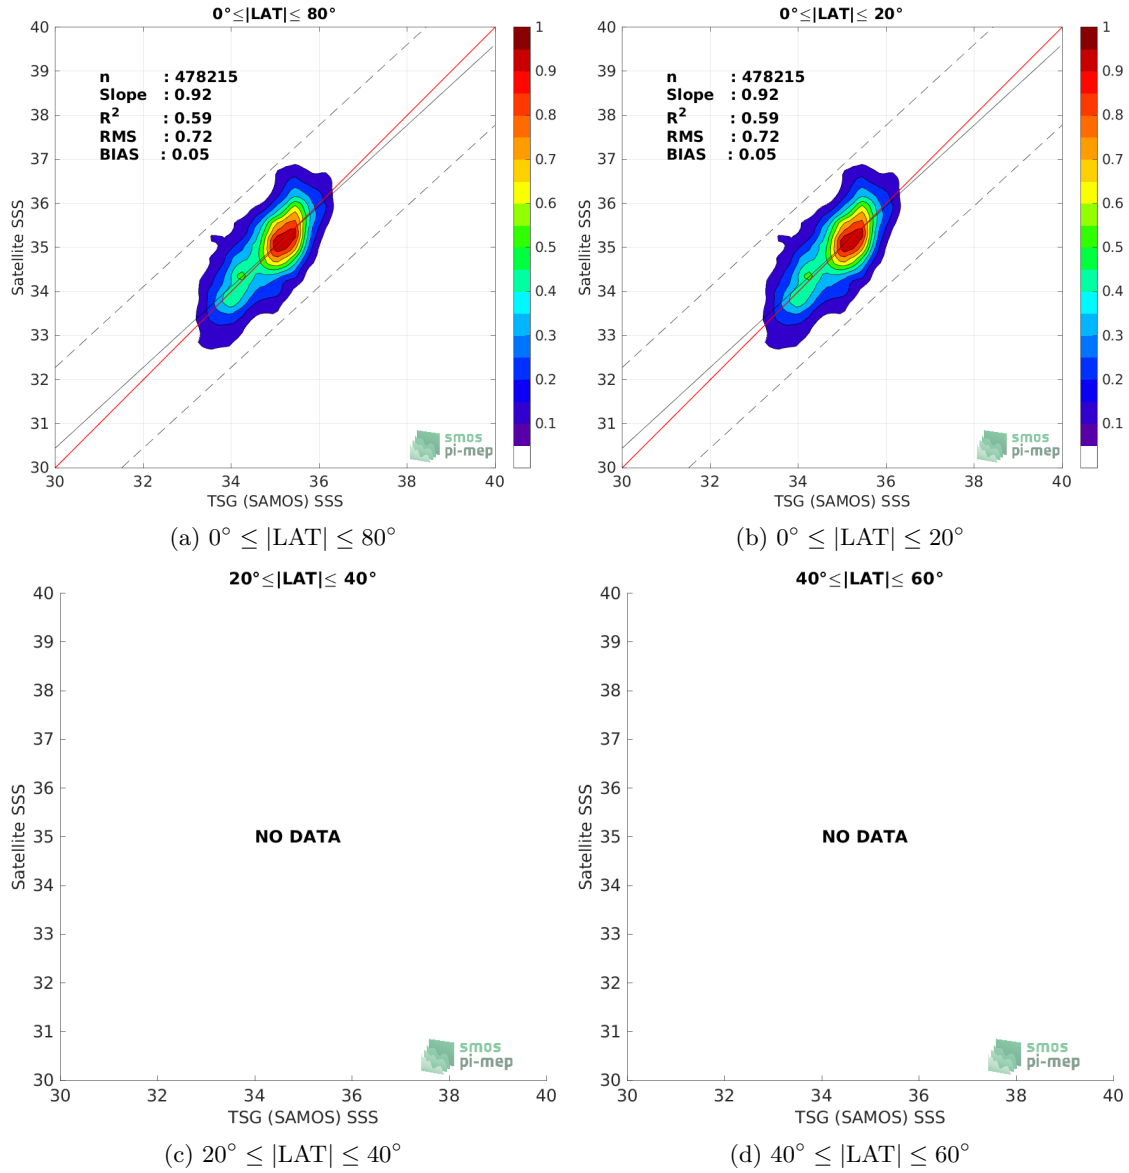 0°≤|LAT|≤ 80°
n : 478215
Slope : 0.92
R² : 0.59
RMS : 0.72
BIAS : 0.05
Satellite SSS
40
39
38
37
36
35
34
33
32
31
30
30 32 34 36 38 40
TSG (SAMOS) SSS
1
0.9
0.8
0.7
0.6
0.5
0.4
0.3
0.2
0.1
smos
pi-mep
(a) 0° ≤ |LAT| ≤ 80°
0°≤|LAT|≤ 20°
n : 478215
Slope : 0.92
R² : 0.59
RMS : 0.72
BIAS : 0.05
Satellite SSS
40
39
38
37
36
35
34
33
32
31
30
30 32 34 36 38 40
TSG (SAMOS) SSS
1
0.9
0.8
0.7
0.6
0.5
0.4
0.3
0.2
0.1
smos
pi-mep
(b) 0° ≤ |LAT| ≤ 20°
20°≤|LAT|≤ 40°
Satellite SSS
40
39
38
37
36
35
34
33
32
31
30
NO DATA
30 32 34 36 38 40
TSG (SAMOS) SSS
smos
pi-mep
(c) 20° ≤ |LAT| ≤ 40°
40°≤|LAT|≤ 60°
Satellite SSS
40
39
38
37
36
35
34
33
32
31
30
NO DATA
30 32 34 36 38 40
TSG (SAMOS) SSS
smos
pi-mep
(d) 40° ≤ |LAT| ≤ 60°